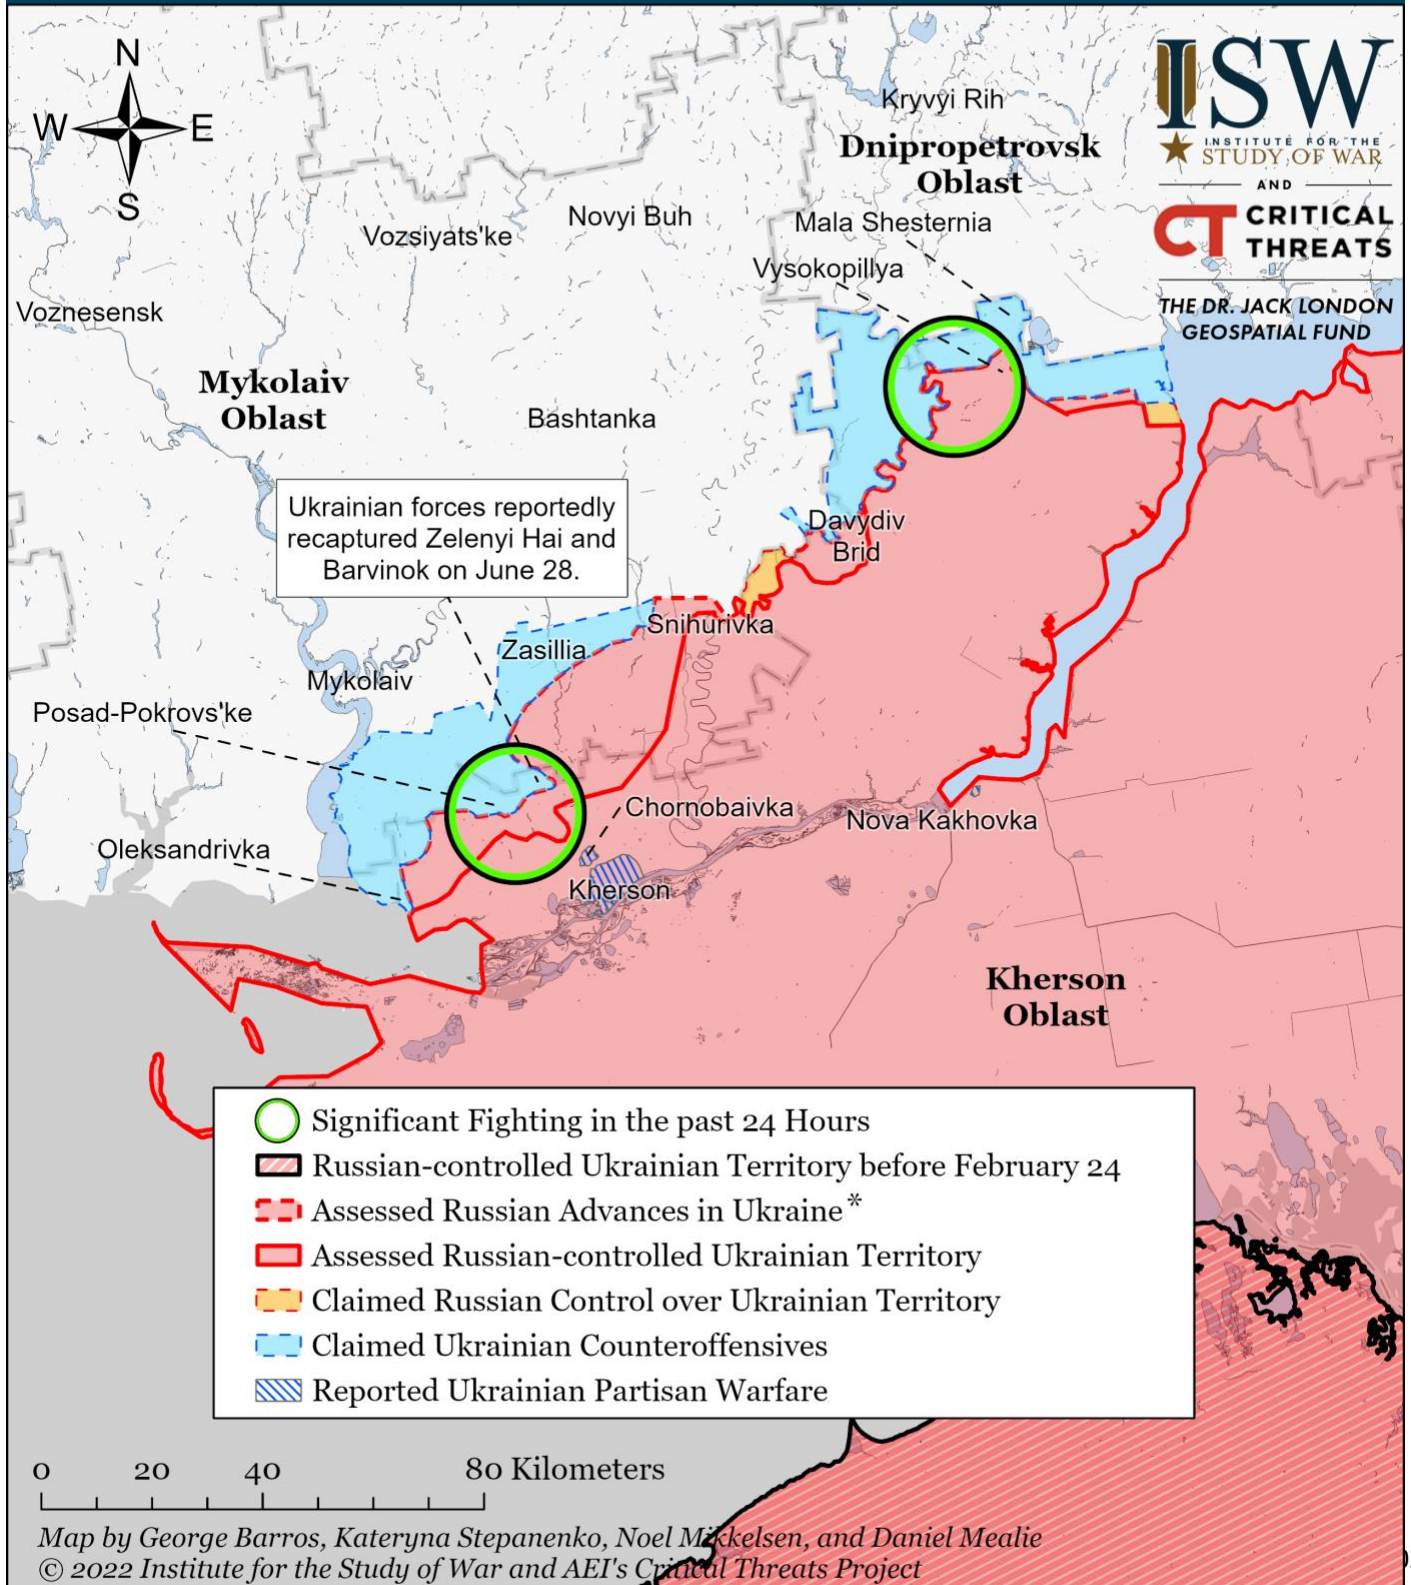 N
W E
S
ISW
INSTITUTE FOR THE
STUDY OF WAR
AND
CT CRITICAL
THREATS
THE DR. JACK LONDON
GEOSPATIAL FUND
Kryvyi Rih
Dnipropetrovsk
Oblast
Mala Shesternia
Novyi Buh
Vozsiyats'ke
Vysokopillya
Voznesensk
Mykolaiv
Oblast
Bashtanka
Ukrainian forces reportedly
recaptured Zelenyi Hai and
Barvinok on June 28.
Davydiv
Brid
Snihurivka
Zasillia
Mykolaiv
Posad-Pokrovs'ke
Chornobaivka
Nova Kakhovka
Oleksandrivka
Kherson
Kherson
Oblast
Significant Fighting in the past 24 Hours
Russian-controlled Ukrainian Territory before February 24
Assessed Russian Advances in Ukraine*
Assessed Russian-controlled Ukrainian Territory
Claimed Russian Control over Ukrainian Territory
Claimed Ukrainian Counteroffensives
Reported Ukrainian Partisan Warfare
0 20 40 80 Kilometers
Map by George Barros, Kateryna Stepanenko, Noel Mikkelsen, and Daniel Mealie
© 2022 Institute for the Study of War and AEI's Critical Threats Project